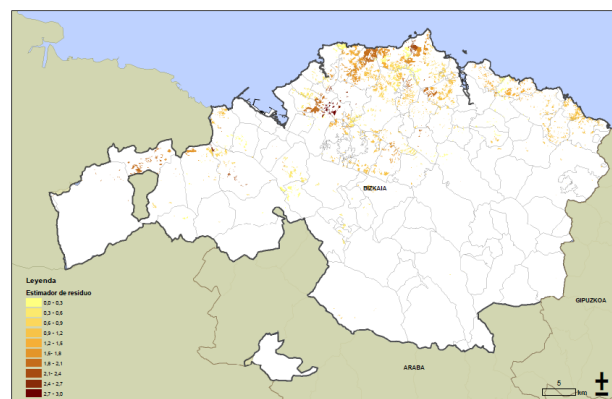 BIZKAIA
GIPUZKOA
ARABA
Leyenda
Estimador de residuo
0,0 - 0,3
0,3 - 0,6
0,6 - 0,9
0,9 - 1,2
1,2 - 1,5
1,5- 1,8
1,8 - 2,1
2,1- 2,4
2,4 - 2,7
2,7 - 3,0
5
km